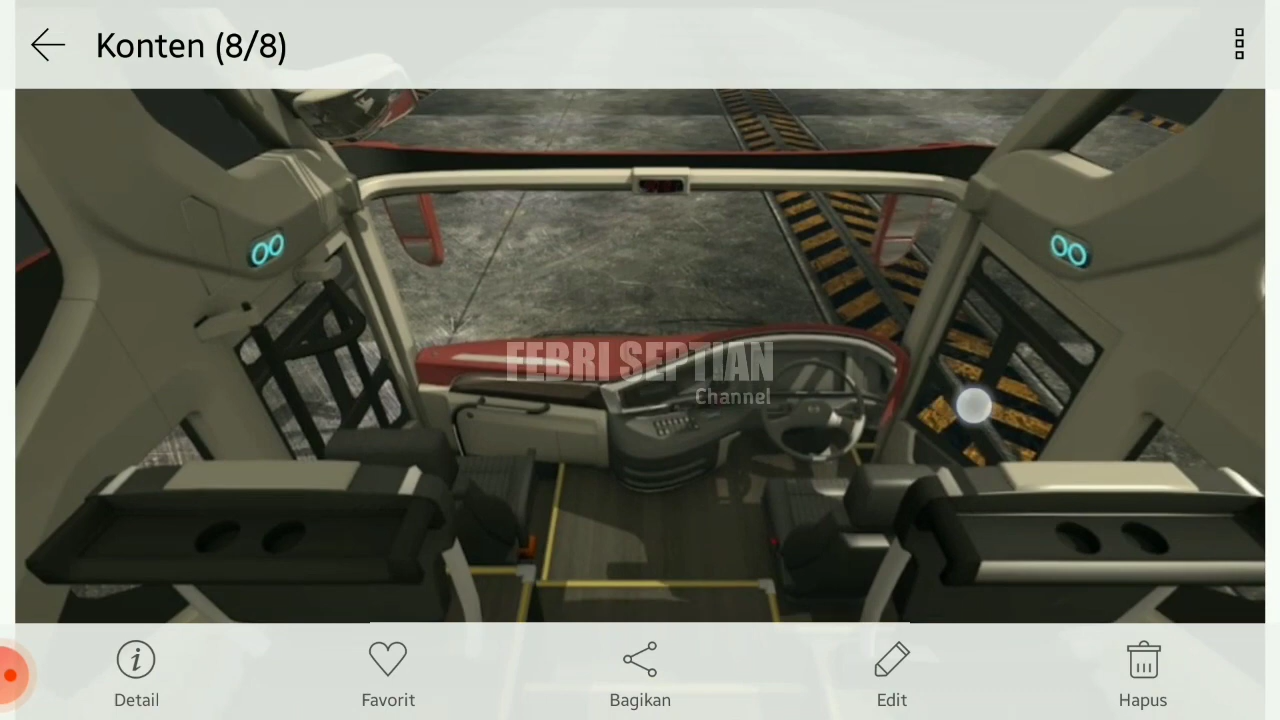 Konten (8/8)
FEBRI SEPTIAN
Channel
Detail
Favorit
Bagikan
Edit
Hapus